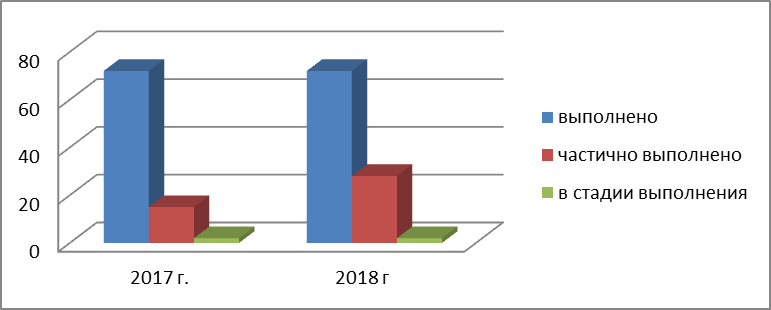 80
60
40
20
0
2017 г.
2018 г
выполнено
частично выполнено
в стадии выполнения